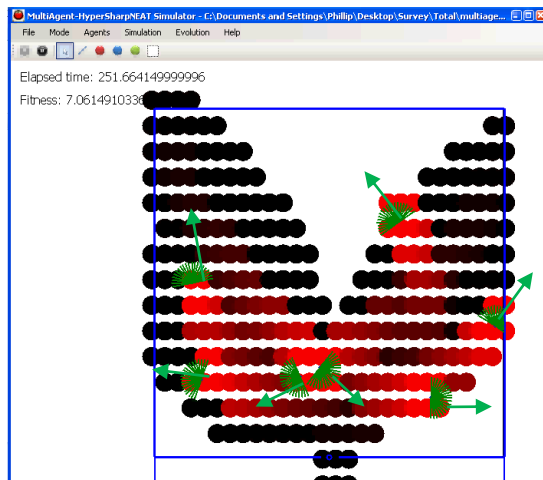 MultiAgent-HyperSharpNEAT Simulator - C:\Documents and Settings\Phillip\Desktop\Survey\Total\multiage...
File Mode Agents Simulation Evolution Help
Elapsed time: 251.664149999996
Fitness: 7.0614910336